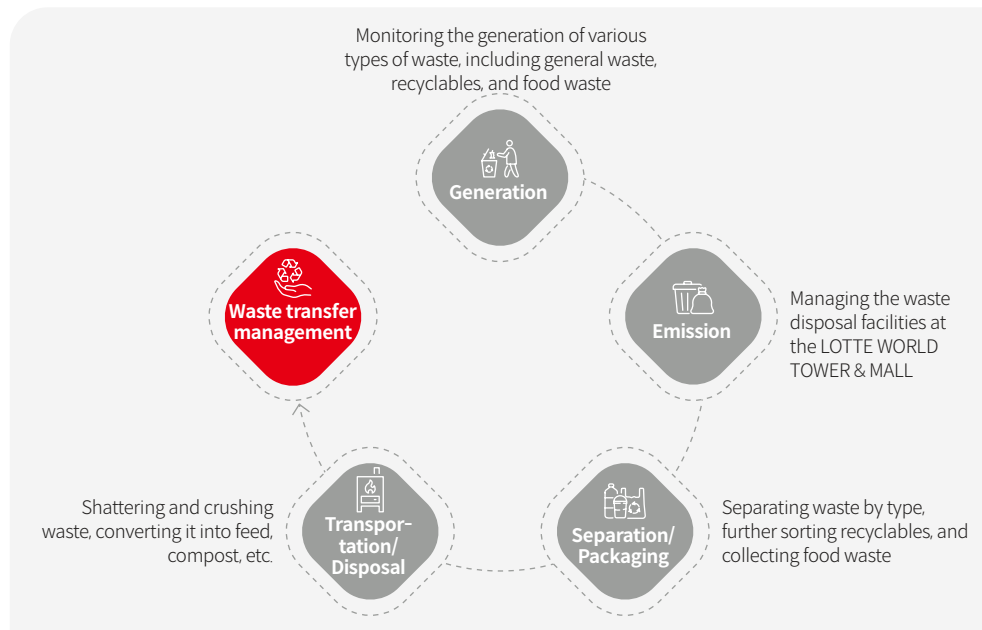 Monitoring the generation of various
types of waste, including general waste,
recyclables, and food waste
Generation
Emission
Managing the waste
disposal facilities at
the LOTTE WORLD
TOWER & MALL
Separation/
Packaging
Separating waste by type,
further sorting recyclables, and
collecting food waste
Transpor-
tation/
Disposal
Shattering and crushing
waste, converting it into feed,
compost, etc.
Waste transfer
management